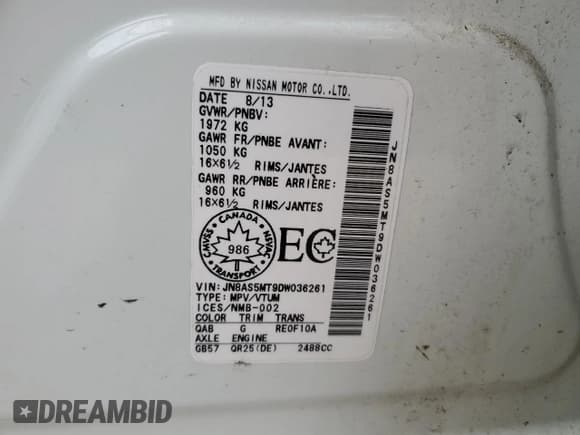 MFD BY NISSAN MOTOR CO.,LTD.
DATE 8/13
GVWR/PNBV:
1972 KG
GAWR FR/PNBE AVANT:
1050 KG
16X6½ RIMS/JANTES
GAWR RR/PNBE ARRIÈRE:
960 KG
16X6½ RIMS/JANTES
CANADA
CMVSS NSVAC
986
TRANSPORT
EC
VIN: JN8AS5MT9DW036261
TYPE: MPV/VTUM
ICES/NMB-002
COLOR TRIM TRANS
QAB G RE0F10A
AXLE ENGINE
GB57 QR25(DE) 2488CC
JN8AS5MT9DW036261
DREAMBID